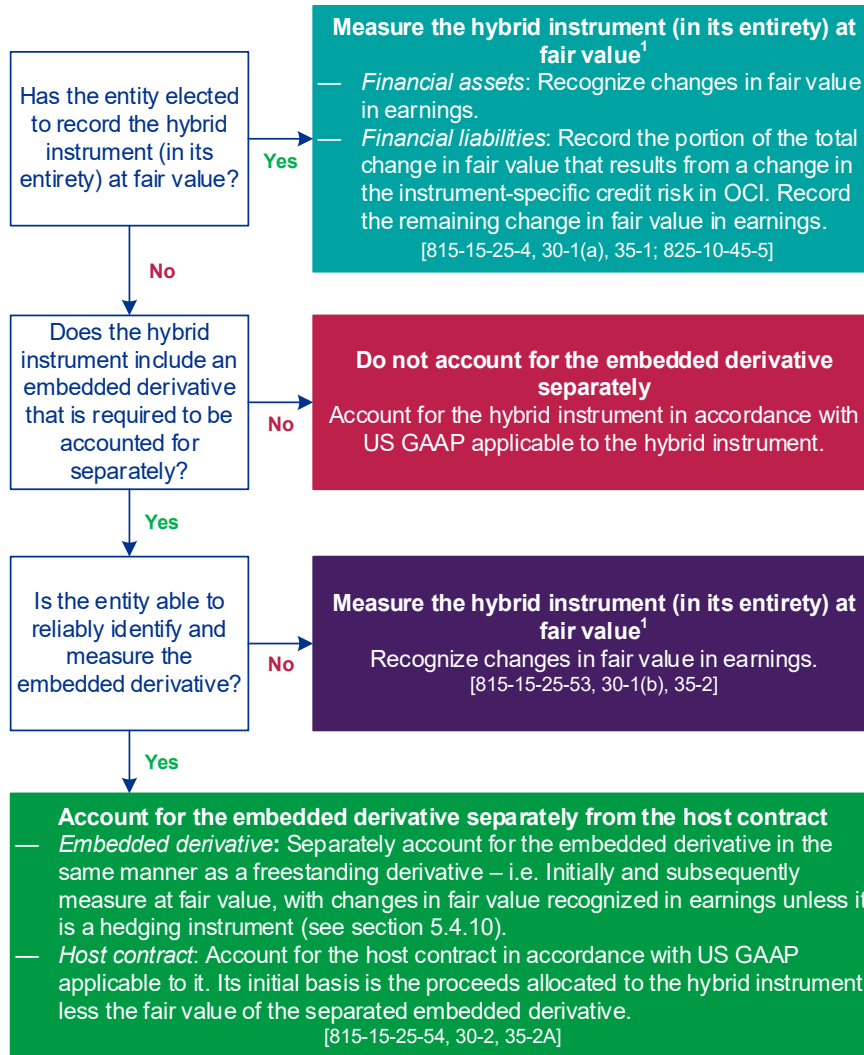 Has the entity elected
to record the hybrid
instrument (in its
entirety) at fair value?
Yes
Measure the hybrid instrument (in its entirety) at
fair value1
— Financial assets: Recognize changes in fair value
in earnings.
— Financial liabilities: Record the portion of the total
change in fair value that results from a change in
the instrument-specific credit risk in OCI. Record
the remaining change in fair value in earnings.
[815-15-25-4, 30-1(a), 35-1; 825-10-45-5]
No
Does the hybrid
instrument include an
embedded derivative
that is required to be
accounted for
separately?
No
Do not account for the embedded derivative
separately
Account for the hybrid instrument in accordance with
US GAAP applicable to the hybrid instrument.
Yes
Is the entity able to
reliably identify and
measure the
embedded derivative?
No
Measure the hybrid instrument (in its entirety) at
fair value1
Recognize changes in fair value in earnings.
[815-15-25-53, 30-1(b), 35-2]
Yes
Account for the embedded derivative separately from the host contract
— Embedded derivative: Separately account for the embedded derivative in the
same manner as a freestanding derivative – i.e. Initially and subsequently
measure at fair value, with changes in fair value recognized in earnings unless it
is a hedging instrument (see section 5.4.10).
— Host contract: Account for the host contract in accordance with US GAAP
applicable to it. Its initial basis is the proceeds allocated to the hybrid instrument
less the fair value of the separated embedded derivative.
[815-15-25-54, 30-2, 35-2A]